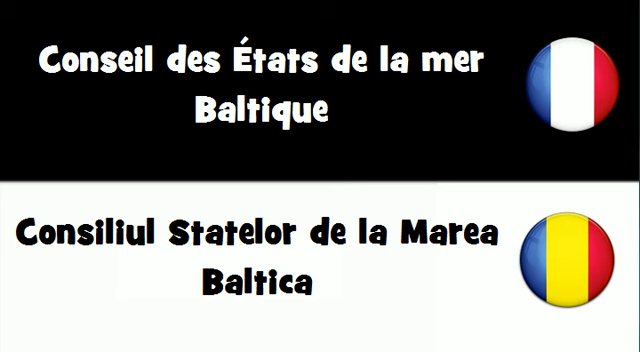 Conseil des États de la mer
Baltique
Consiliul Statelor de la Marea
Baltica